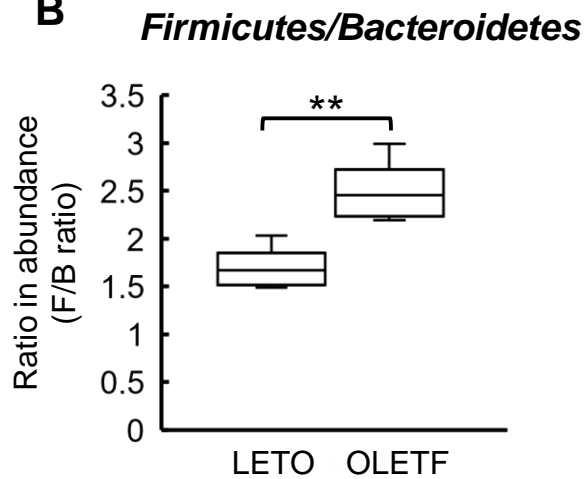 B
Firmicutes/Bacteroidetes
Ratio in abundance
(F/B ratio)
3.5
3
2.5
2
1.5
1
0.5
0
**
LETO
OLETF